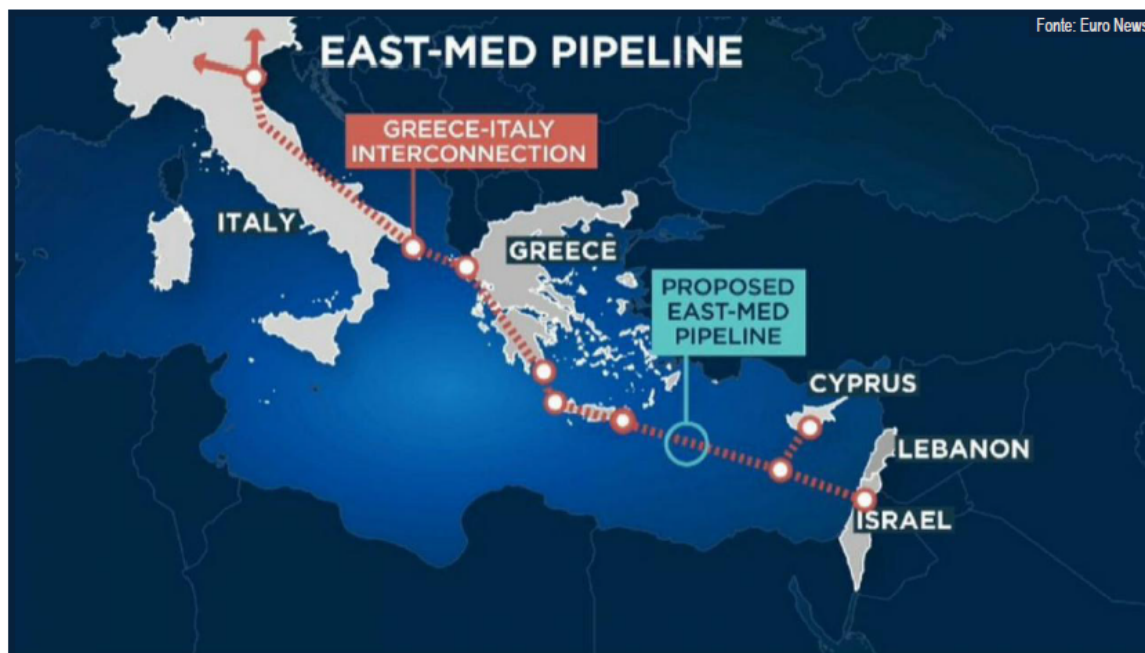 Fonte: Euro News
EAST-MED PIPELINE
GREECE-ITALY
INTERCONNECTION
ITALY
GREECE
PROPOSED
EAST-MED
PIPELINE
CYPRUS
LEBANON
ISRAEL